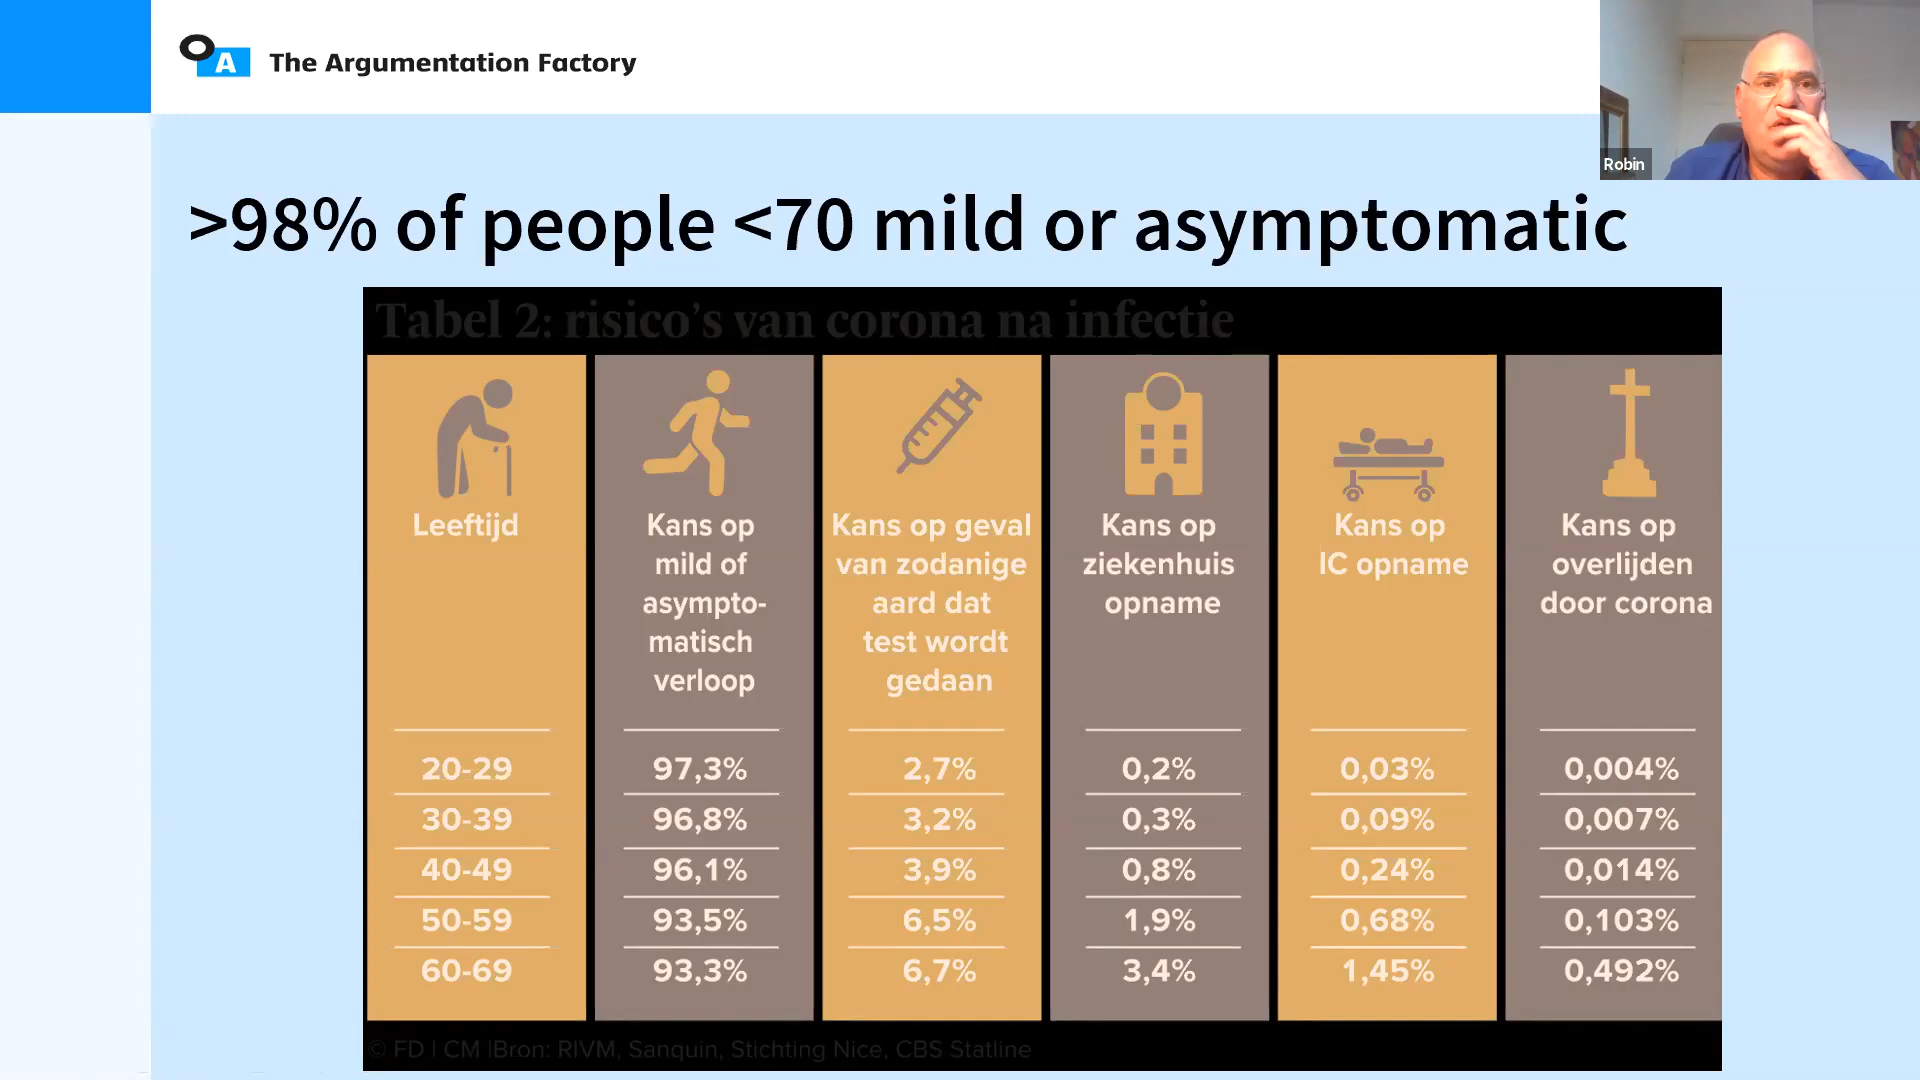 OA The Argumentation Factory
Robin
>98% of people <70 mild or asymptomatic
Tabel 2: risico's van corona na infectie
Leeftijd
Kans op
mild of
asympto-
matisch
verloop
Kans op geval
van zodanige
aard dat
test wordt
gedaan
Kans op
ziekenhuis
opname
Kans op
IC opname
Kans op
overlijden
door corona
20-29 97,3% 2,7% 0,2% 0,03% 0,004%
30-39 96,8% 3,2% 0,3% 0,09% 0,007%
40-49 96,1% 3,9% 0,8% 0,24% 0,014%
50-59 93,5% 6,5% 1,9% 0,68% 0,103%
60-69 93,3% 6,7% 3,4% 1,45% 0,492%
© FD | CM |Bron: RIVM, Sanquin, Stichting Nice, CBS Statline